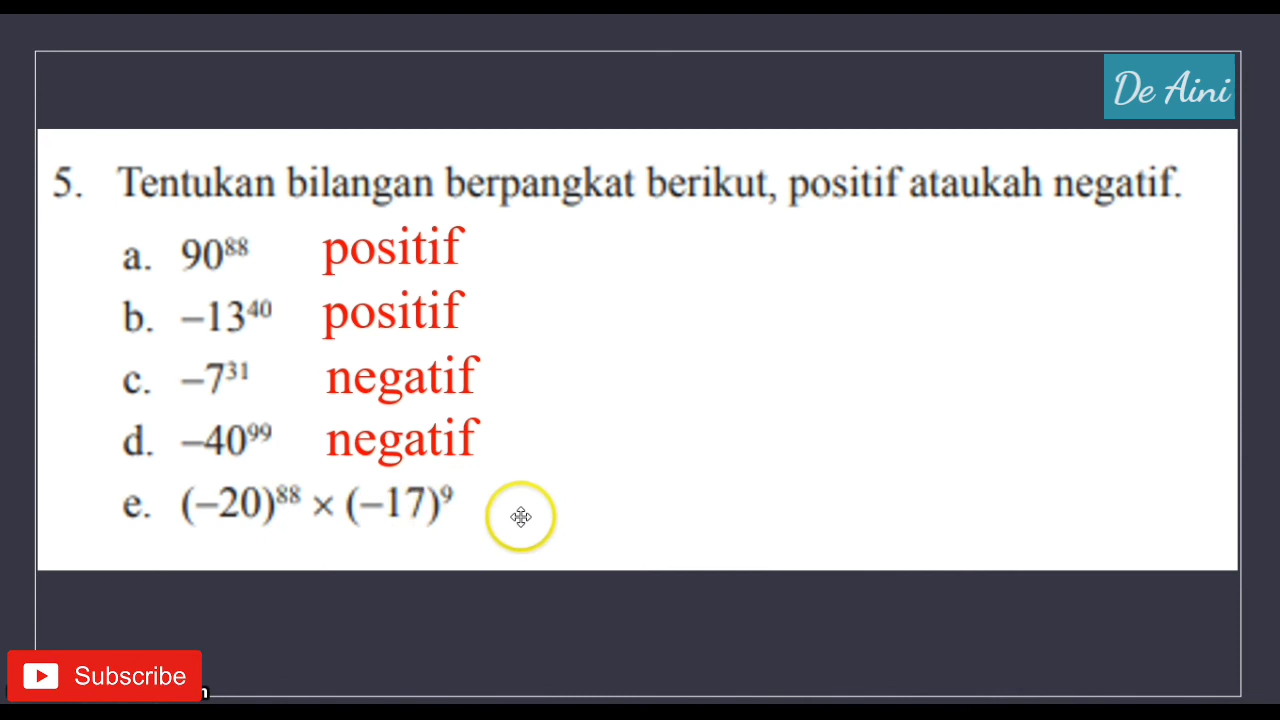 De Aini
5. Tentukan bilangan berpangkat berikut, positif ataukah negatif.
a. 90⁸⁸ positif
b. –13⁴⁰ positif
c. –7³¹ negatif
d. –40⁹⁹ negatif
e. (–20)⁸⁸ × (–17)⁹
Subscribe